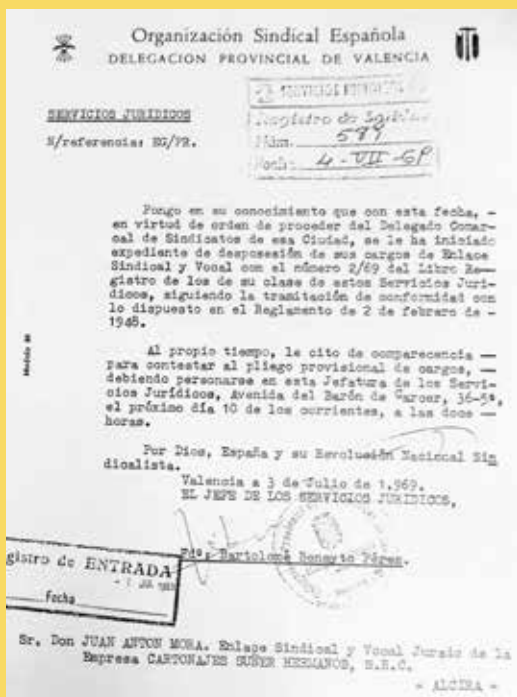 Organización Sindical Española
DELEGACION PROVINCIAL DE VALENCIA
SERVICIOS JURIDICOS
N/referencia: BG/PR.
SERVICIOS
Registro de Salida
Núm. 589
Fecha 4-VII-69
Pongo en su conocimiento que con esta fecha, -
en virtud de orden de proceder del Delegado Comar-
cal de Sindicatos de esa Ciudad, se le ha iniciado
expediente de desposesión de sus cargos de Enlace
Sindical y Vocal con el número 2/69 del Libro Re-
gistro de los de su clase de estos Servicios Jurí-
dicos, siguiendo la tramitación de conformidad con
lo dispuesto en el Reglamento de 2 de febrero de -
1948.
Al propio tiempo, le cito de comparecencia —
para contestar al pliego provisional de cargos, —
debiendo personarse en esta Jefatura de los Servi-
cios Jurídicos, Avenida del Barón de Carcer, 36-5ª,
el próximo día 10 de los corrientes, a las doce —
horas.
Por Dios, España y su Revolución Nacional Sin
dicalista.
Valencia a 3 de Julio de 1.969.
EL JEFE DE LOS SERVICIOS JURIDICOS,
Fdº: Bartolomé Beneyto Pérez.
gistro de ENTRADA
Fecha
Sr. Don JUAN ANTON MORA. Enlace Sindical y Vocal Jurado de la
Empresa CARTONAJES SUÑER HERMANOS, S.R.C.
- ALCIRA -